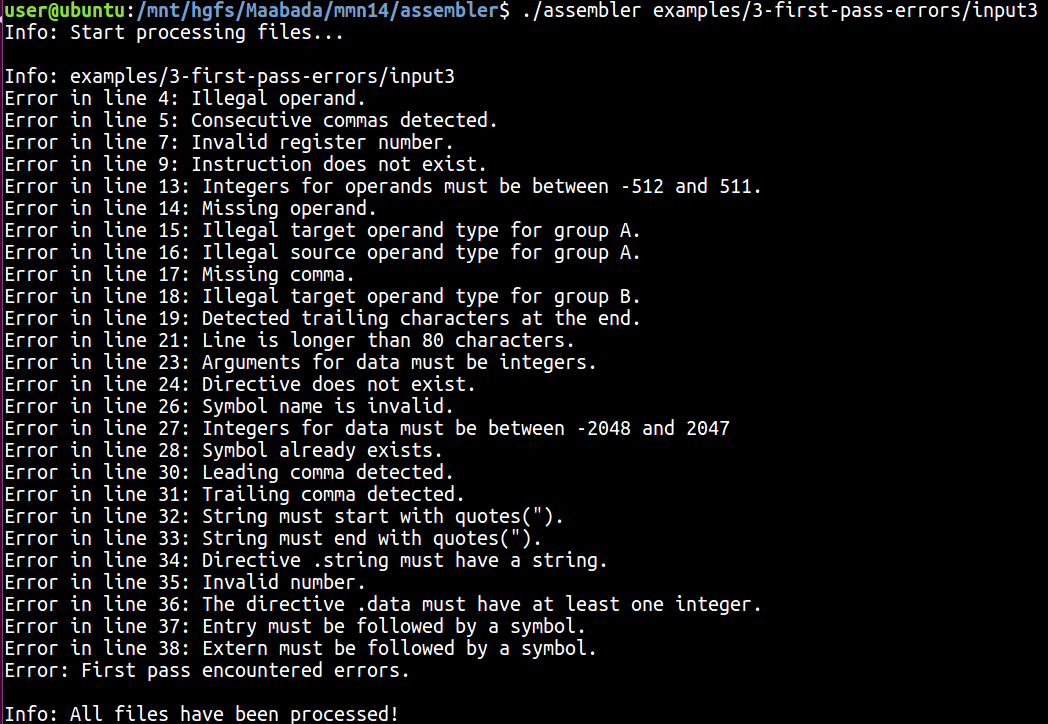 user@ubuntu:/mnt/hgfs/Maabada/mmn14/assembler$ ./assembler examples/3-first-pass-errors/input3
Info: Start processing files...
Info: examples/3-first-pass-errors/input3
Error in line 4: Illegal operand.
Error in line 5: Consecutive commas detected.
Error in line 7: Invalid register number.
Error in line 9: Instruction does not exist.
Error in line 13: Integers for operands must be between -512 and 511.
Error in line 14: Missing operand.
Error in line 15: Illegal target operand type for group A.
Error in line 16: Illegal source operand type for group A.
Error in line 17: Missing comma.
Error in line 18: Illegal target operand type for group B.
Error in line 19: Detected trailing characters at the end.
Error in line 21: Line is longer than 80 characters.
Error in line 23: Arguments for data must be integers.
Error in line 24: Directive does not exist.
Error in line 26: Symbol name is invalid.
Error in line 27: Integers for data must be between -2048 and 2047
Error in line 28: Symbol already exists.
Error in line 30: Leading comma detected.
Error in line 31: Trailing comma detected.
Error in line 32: String must start with quotes(").
Error in line 33: String must end with quotes(").
Error in line 34: Directive .string must have a string.
Error in line 35: Invalid number.
Error in line 36: The directive .data must have at least one integer.
Error in line 37: Entry must be followed by a symbol.
Error in line 38: Extern must be followed by a symbol.
Error: First pass encountered errors.
Info: All files have been processed!